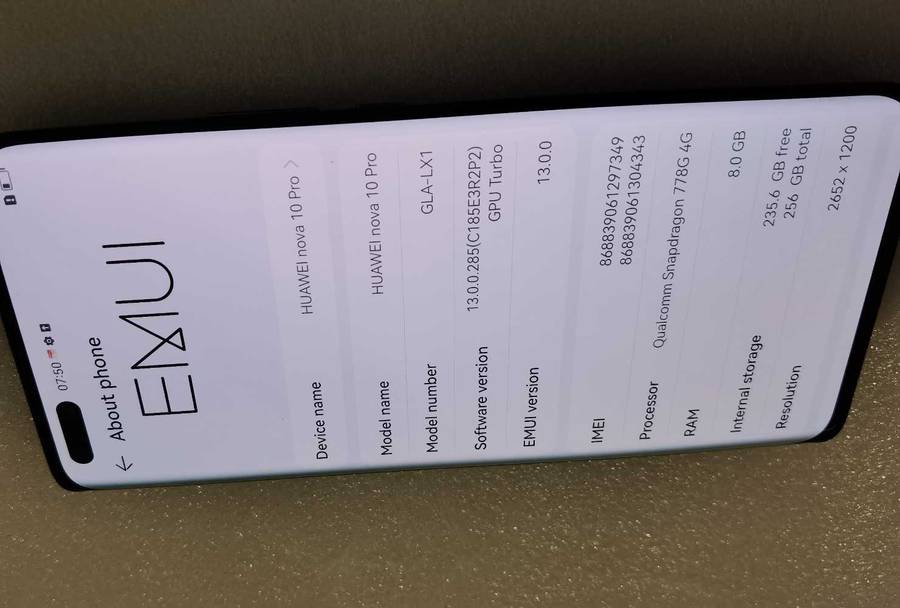 07:50
About phone
EMUI
Device name HUAWEI nova 10 Pro
Model name HUAWEI nova 10 Pro
Model number GLA-LX1
Software version 13.0.0.285(C185E3R2P2)
GPU Turbo
EMUI version 13.0.0
IMEI 868839061297349
868839061304343
Processor Qualcomm Snapdragon 778G 4G
RAM 8.0 GB
Internal storage 235.6 GB free
256 GB total
Resolution 2652 x 1200